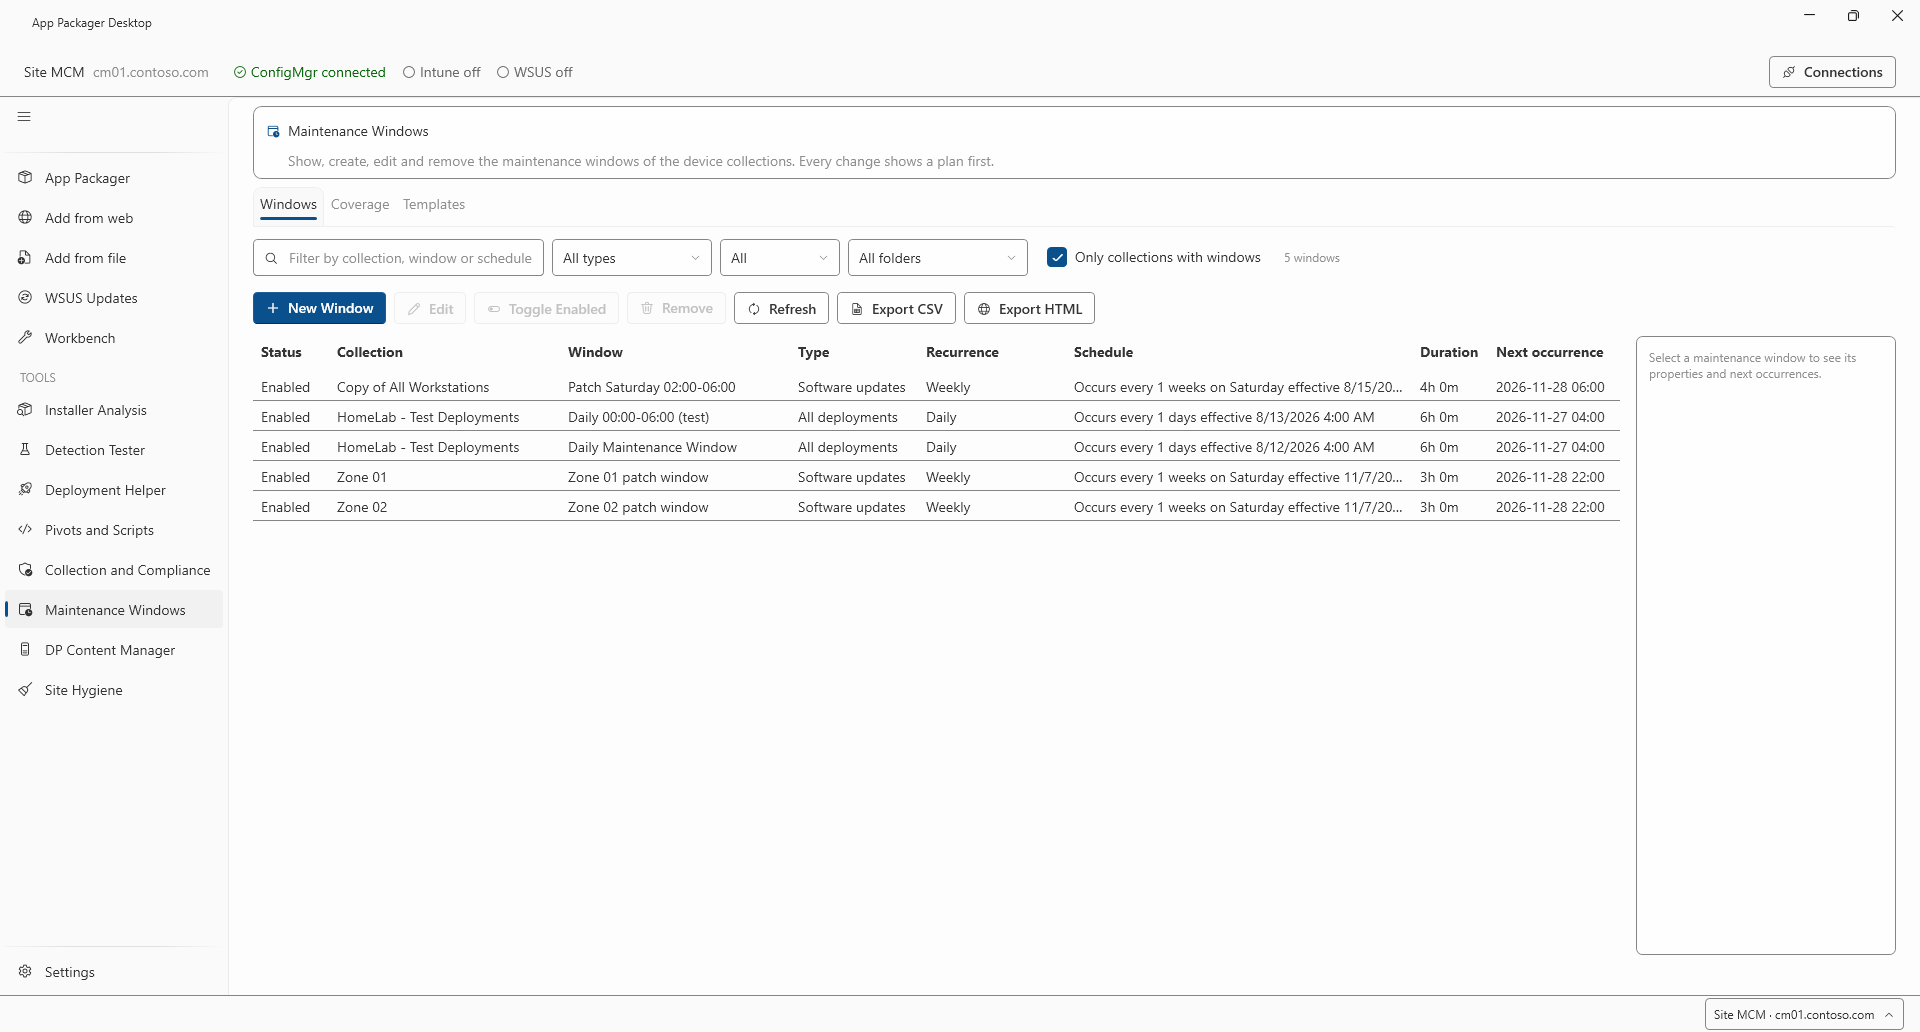 App Packager Desktop
Site MCM cm01.contoso.com ConfigMgr connected Intune off WSUS off Connections
App Packager
Add from web
Add from file
WSUS Updates
Workbench
TOOLS
Installer Analysis
Detection Tester
Deployment Helper
Pivots and Scripts
Collection and Compliance
Maintenance Windows
DP Content Manager
Site Hygiene
Settings
Maintenance Windows
Show, create, edit and remove the maintenance windows of the device collections. Every change shows a plan first.
Windows Coverage Templates
Filter by collection, window or schedule All types All All folders Only collections with windows 5 windows
New Window Edit Toggle Enabled Remove Refresh Export CSV Export HTML
Status Collection Window Type Recurrence Schedule Duration Next occurrence
Enabled Copy of All Workstations Patch Saturday 02:00-06:00 Software updates Weekly Occurs every 1 weeks on Saturday effective 8/15/20... 4h 0m 2026-11-28 06:00
Enabled HomeLab - Test Deployments Daily 00:00-06:00 (test) All deployments Daily Occurs every 1 days effective 8/13/2026 4:00 AM 6h 0m 2026-11-27 04:00
Enabled HomeLab - Test Deployments Daily Maintenance Window All deployments Daily Occurs every 1 days effective 8/12/2026 4:00 AM 6h 0m 2026-11-27 04:00
Enabled Zone 01 Zone 01 patch window Software updates Weekly Occurs every 1 weeks on Saturday effective 11/7/20... 3h 0m 2026-11-28 22:00
Enabled Zone 02 Zone 02 patch window Software updates Weekly Occurs every 1 weeks on Saturday effective 11/7/20... 3h 0m 2026-11-28 22:00
Select a maintenance window to see its
properties and next occurrences.
Site MCM · cm01.contoso.com